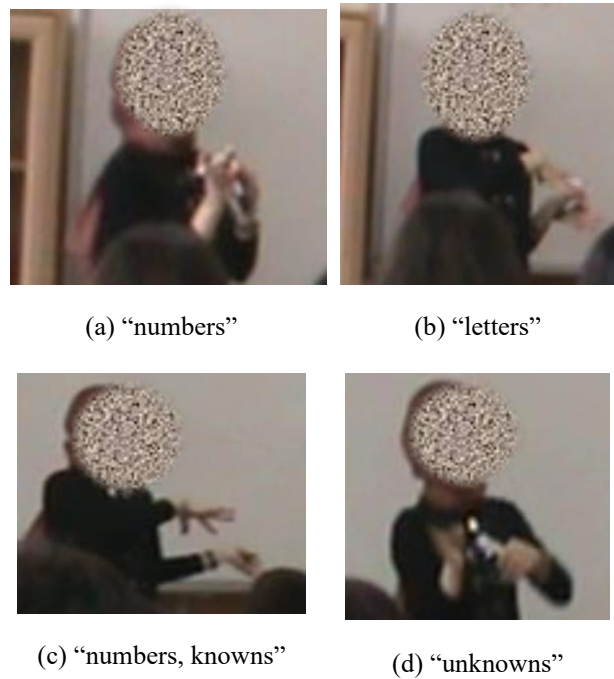 (a) “numbers”
(b) “letters”
(c) “numbers, knowns”
(d) “unknowns”